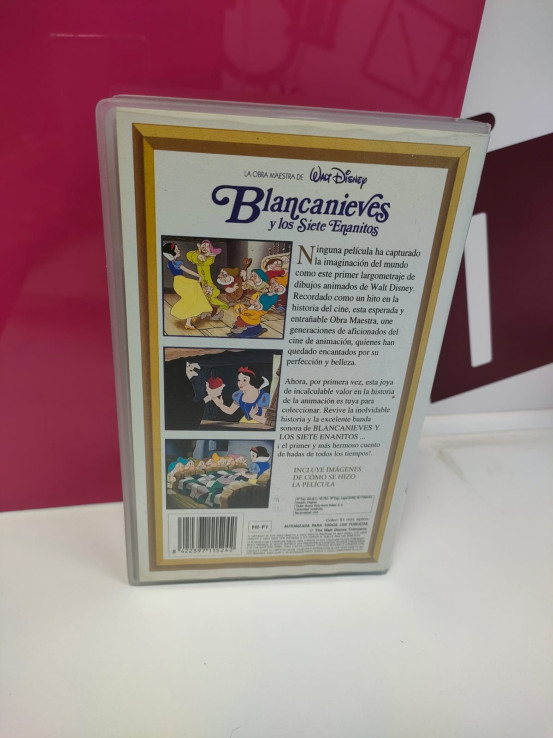 LA OBRA MAESTRA DE WALT DISNEY
Blancanieves
y los Siete Enanitos
Ninguna película ha capturado
la imaginación del mundo
como este primer largometraje de
dibujos animados de Walt Disney.
Recordado como un hito en la
historia del cine, esta esperada y
entrañable Obra Maestra, une
generaciones de aficionados del
cine de animación, quienes han
quedado encantados por su
perfección y belleza.
Ahora, por primera vez, esta joya
de incalculable valor en la historia
de la animación es tuya para
coleccionar. Revive la inolvidable
historia y la excelente banda
sonora de BLANCANIEVES Y
LOS SIETE ENANITOS ...
¡ el primer y más hermoso cuento
de hadas de todos los tiempos!.
INCLUYE IMÁGENES
DE CÓMO SE HIZO
LA PELÍCULA
HI-FI
AUTORIZADA PARA TODOS LOS PUBLICOS
© The Walt Disney Company.